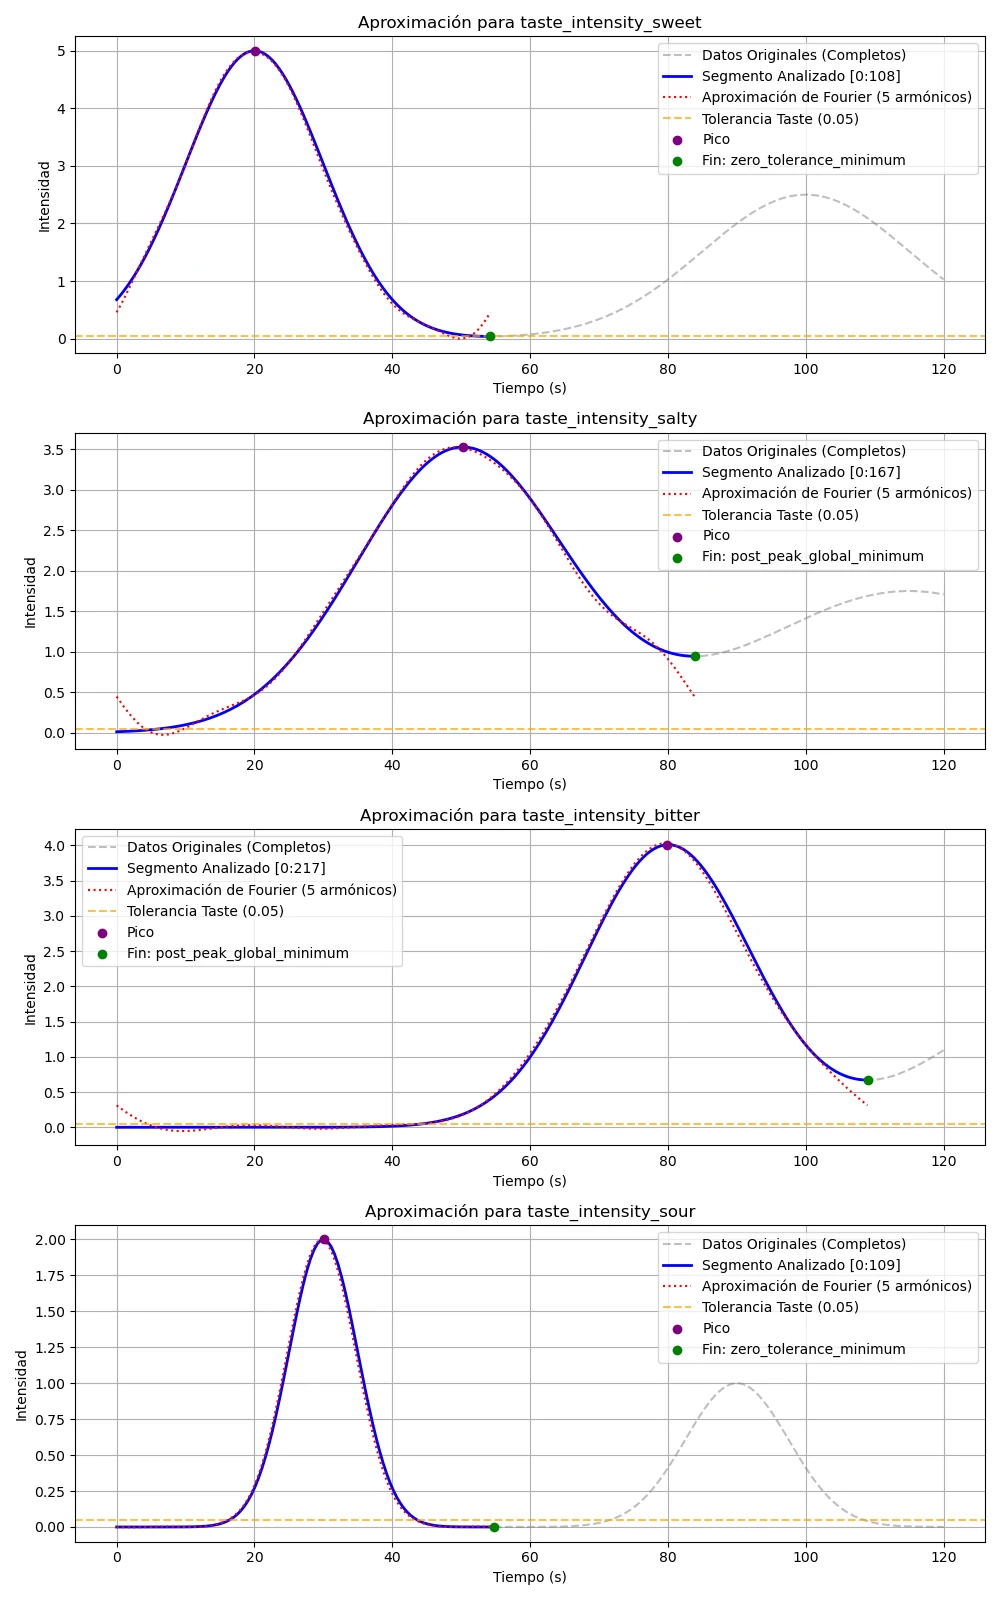 Aproximación para taste_intensity_sweet
Intensidad
5
4
3
2
1
0
Datos Originales (Completos)
Segmento Analizado [0:108]
Aproximación de Fourier (5 armónicos)
Tolerancia Taste (0.05)
Pico
Fin: zero_tolerance_minimum
0 20 40 60 80 100 120
Tiempo (s)
Aproximación para taste_intensity_salty
Intensidad
3.5
3.0
2.5
2.0
1.5
1.0
0.5
0.0
Datos Originales (Completos)
Segmento Analizado [0:167]
Aproximación de Fourier (5 armónicos)
Tolerancia Taste (0.05)
Pico
Fin: post_peak_global_minimum
0 20 40 60 80 100 120
Tiempo (s)
Aproximación para taste_intensity_bitter
Intensidad
4.0
3.5
3.0
2.5
2.0
1.5
1.0
0.5
0.0
Datos Originales (Completos)
Segmento Analizado [0:217]
Aproximación de Fourier (5 armónicos)
Tolerancia Taste (0.05)
Pico
Fin: post_peak_global_minimum
0 20 40 60 80 100 120
Tiempo (s)
Aproximación para taste_intensity_sour
Intensidad
2.00
1.75
1.50
1.25
1.00
0.75
0.50
0.25
0.00
Datos Originales (Completos)
Segmento Analizado [0:109]
Aproximación de Fourier (5 armónicos)
Tolerancia Taste (0.05)
Pico
Fin: zero_tolerance_minimum
0 20 40 60 80 100 120
Tiempo (s)